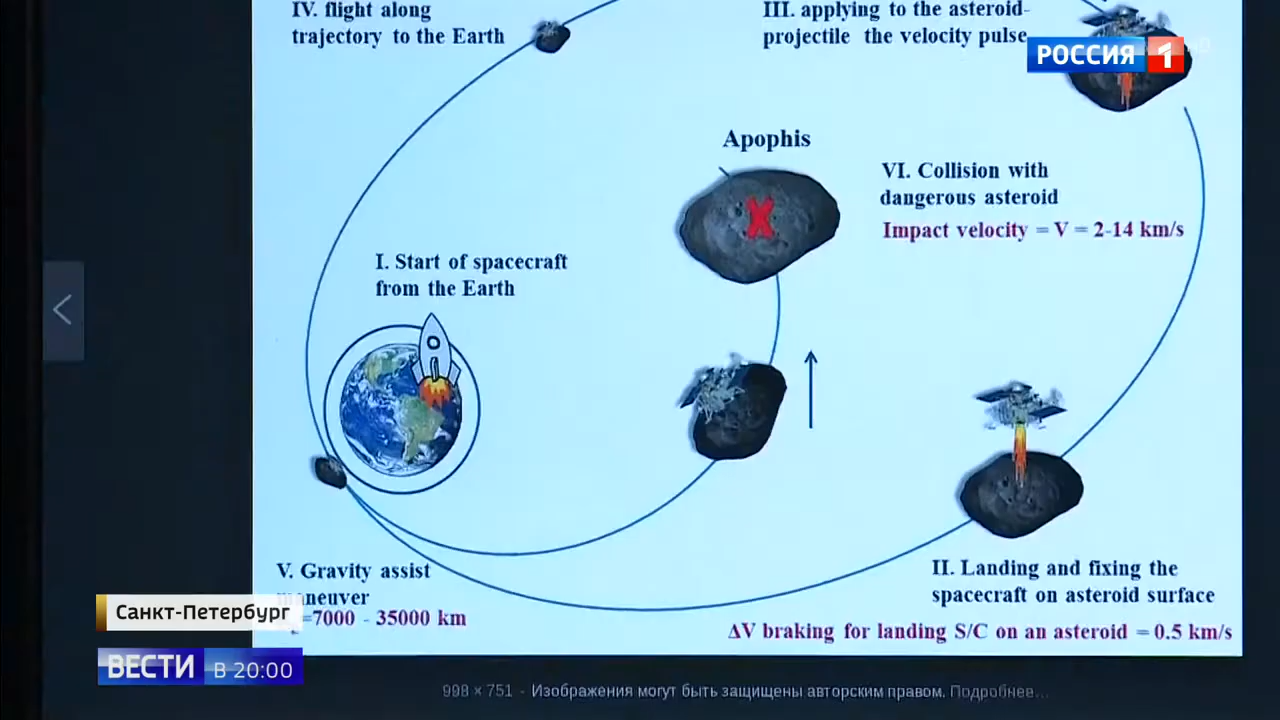 IV. flight along
trajectory to the Earth
III. applying to the asteroid-
projectile the velocity pulse
РОССИЯ 1
HD
Apophis
VI. Collision with
dangerous asteroid
Impact velocity = V = 2-14 km/s
X
I. Start of spacecraft
from the Earth
V. Gravity assist
maneuver
=7000 - 35000 km
II. Landing and fixing the
spacecraft on asteroid surface
ΔV braking for landing S/C on an asteroid = 0.5 km/s
Санкт-Петербург
ВЕСТИ В 20:00
998 × 751 - Изображения могут быть защищены авторским правом. Подробнее…